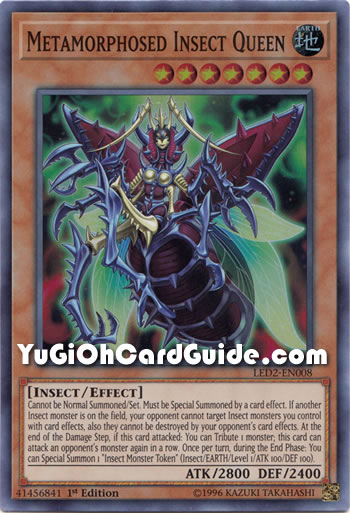 METAMORPHOSED INSECT QUEEN
EARTH
地
YuGiOhCardGuide.com
LED2-EN008
[INSECT/EFFECT]
Cannot be Normal Summoned/Set. Must be Special Summoned by a card effect. If another
Insect monster is on the field, your opponent cannot target Insect monsters you control
with card effects, also they cannot be destroyed by your opponent's card effects. At the
end of the Damage Step, if this card attacked: You can Tribute 1 monster; this card can
attack an opponent's monster again in a row. Once per turn, during the End Phase: You
can Special Summon 1 "Insect Monster Token" (Insect/EARTH/Level 1/ATK 100/DEF 100).
ATK/2800 DEF/2400
41456841 1st Edition ©1996 KAZUKI TAKAHASHI